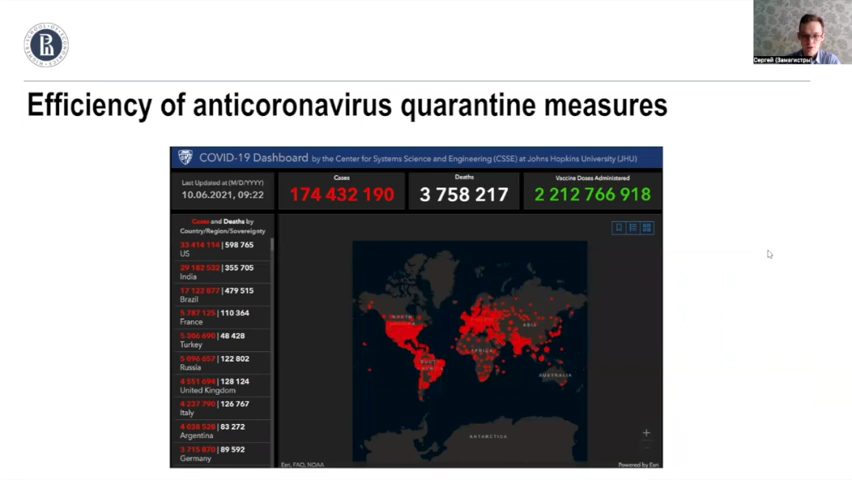 Сергей (Замагистры)
Efficiency of anticoronavirus quarantine measures
COVID-19 Dashboard by the Center for Systems Science and Engineering (CSSE) at Johns Hopkins University (JHU)
Last Updated at (M/D/YYYY)
10.06.2021, 09:22
Cases
174 432 190
Deaths
3 758 217
Vaccine Doses Administered
2 212 766 918
Cases and Deaths by
Country/Region/Sovereignty
33 414 114 | 598 765
US
29 182 532 | 355 705
India
17 122 877 | 479 515
Brazil
5 787 125 | 110 364
France
5 306 690 | 48 428
Turkey
5 096 657 | 122 802
Russia
4 551 694 | 128 124
United Kingdom
4 237 790 | 126 767
Italy
4 038 528 | 83 272
Argentina
3 715 870 | 89 592
Germany
NORTH
ASIA
AFRICA
SOUTH
AUSTRALIA
ANTARCTICA
Esri, FAO, NOAA
Powered by Esri